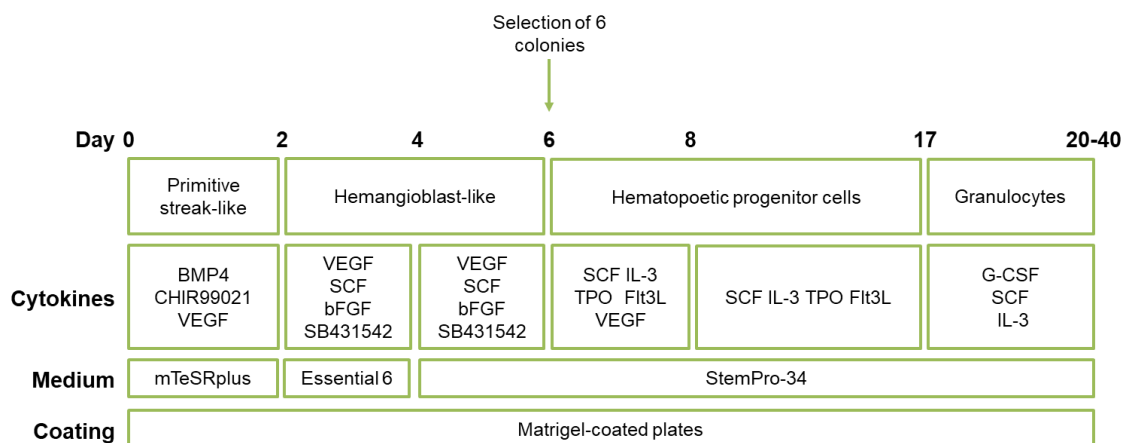 Selection of 6
colonies
Day 0 2 4 6 8 17 20-40
Primitive
streak-like
Hemangioblast-like
Hematopoetic progenitor cells
Granulocytes
Cytokines
BMP4
CHIR99021
VEGF
VEGF
SCF
bFGF
SB431542
VEGF
SCF
bFGF
SB431542
SCF IL-3
TPO Flt3L
VEGF
SCF IL-3 TPO Flt3L
G-CSF
SCF
IL-3
Medium
mTeSRplus
Essential 6
StemPro-34
Coating
Matrigel-coated plates